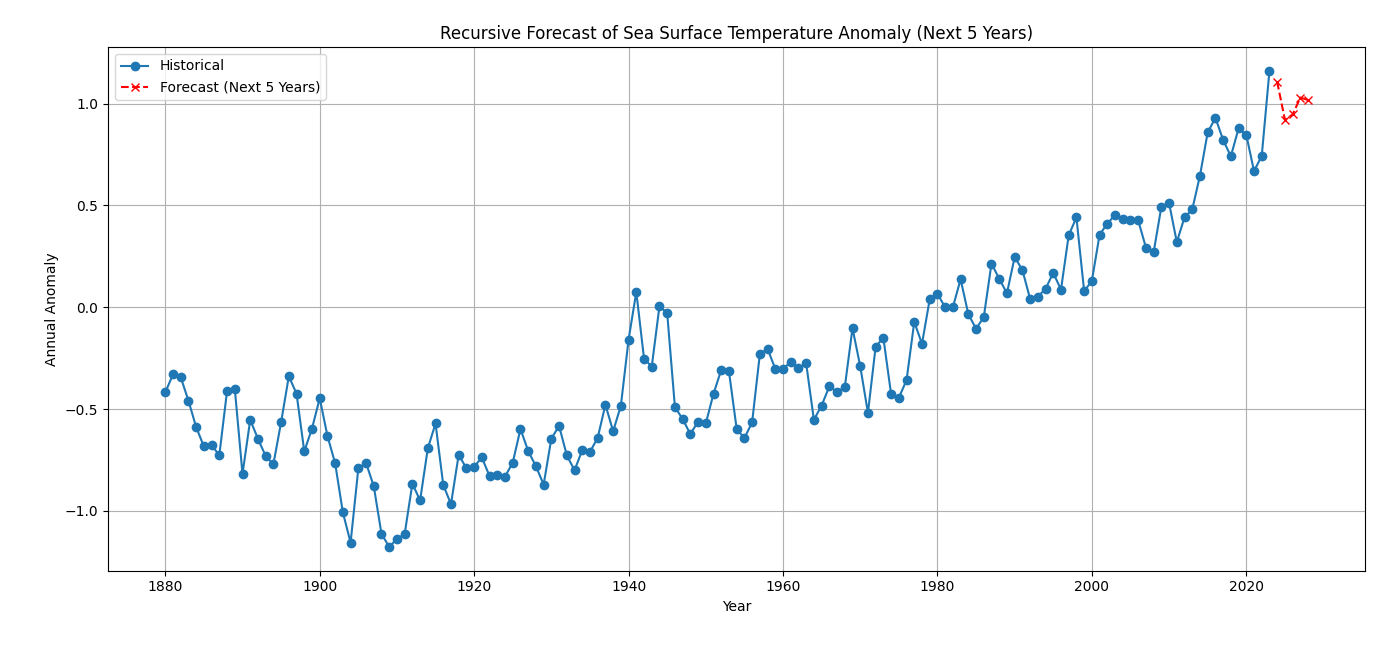 Recursive Forecast of Sea Surface Temperature Anomaly (Next 5 Years)
Historical
Forecast (Next 5 Years)
Annual Anomaly
1.0
0.5
0.0
−0.5
−1.0
1880 1900 1920 1940 1960 1980 2000 2020
Year